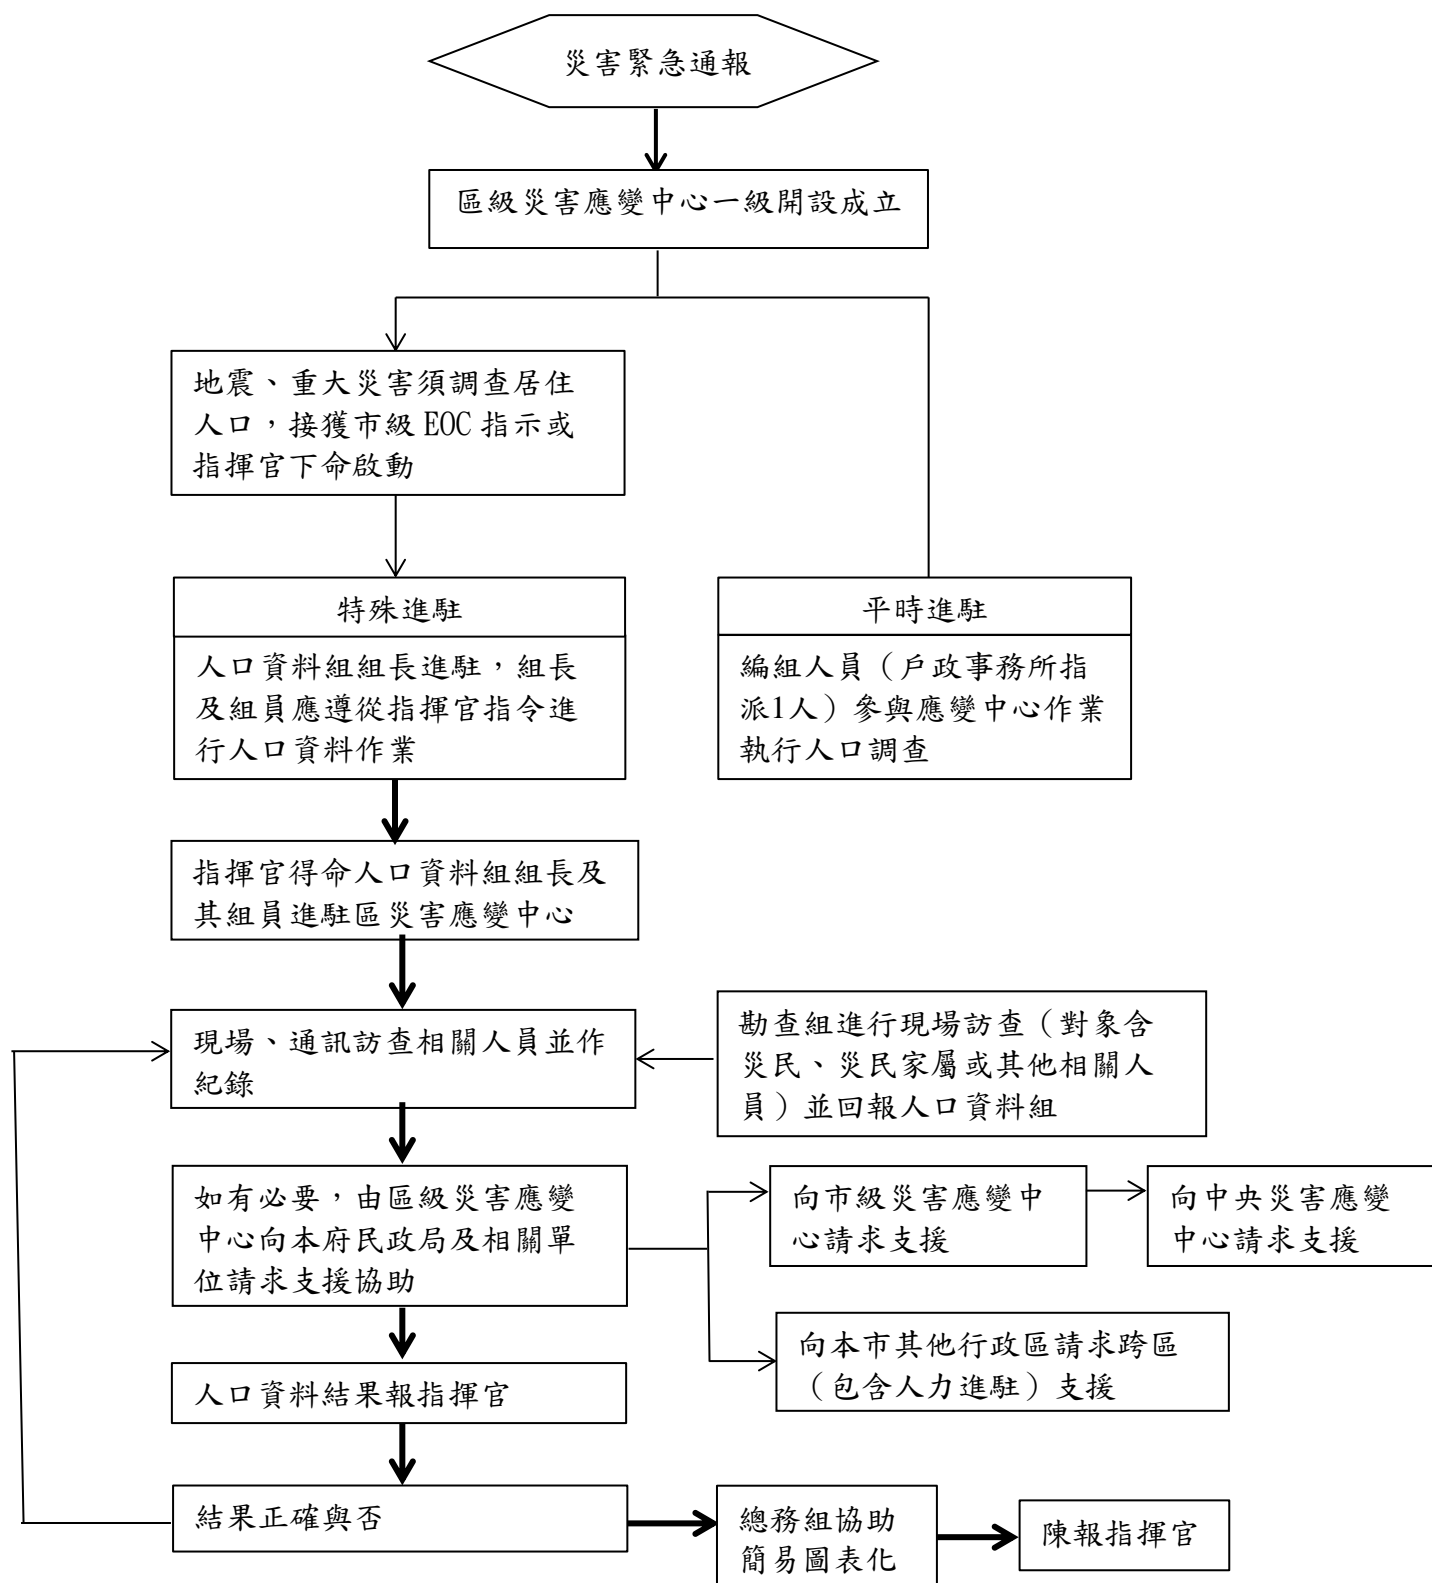 災害緊急通報
區級災害應變中心一級開設成立
地震、重大災害須調查居住
人口，接獲市級 EOC 指示或
指揮官下命啟動
特殊進駐
人口資料組組長進駐，組長
及組員應遵從指揮官指令進
行人口資料作業
平時進駐
編組人員（戶政事務所指
派1人）參與應變中心作業
執行人口調查
指揮官得命人口資料組組長及
其組員進駐區災害應變中心
現場、通訊訪查相關人員並作
紀錄
勘查組進行現場訪查（對象含
災民、災民家屬或其他相關人
員）並回報人口資料組
如有必要，由區級災害應變
中心向本府民政局及相關單
位請求支援協助
向市級災害應變中
心請求支援
向中央災害應變
中心請求支援
向本市其他行政區請求跨區
（包含人力進駐）支援
人口資料結果報指揮官
結果正確與否
總務組協助
簡易圖表化
陳報指揮官